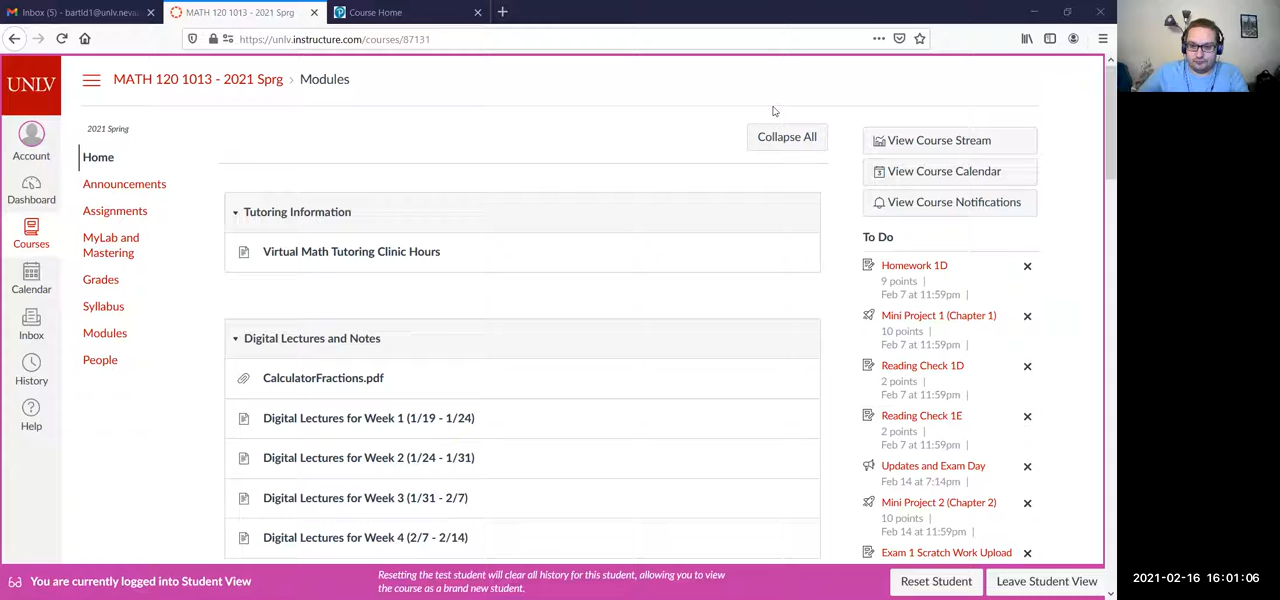 Inbox (5) - bartld1@unlv.neva
MATH 120 1013 - 2021 Sprg
Course Home
https://unlv.instructure.com/courses/87131
UNLV
MATH 120 1013 - 2021 Sprg › Modules
Account
Dashboard
Courses
Calendar
Inbox
History
Help
2021 Spring
Home
Announcements
Assignments
MyLab and
Mastering
Grades
Syllabus
Modules
People
Collapse All
Tutoring Information
Virtual Math Tutoring Clinic Hours
Digital Lectures and Notes
CalculatorFractions.pdf
Digital Lectures for Week 1 (1/19 - 1/24)
Digital Lectures for Week 2 (1/24 - 1/31)
Digital Lectures for Week 3 (1/31 - 2/7)
Digital Lectures for Week 4 (2/7 - 2/14)
View Course Stream
View Course Calendar
View Course Notifications
To Do
Homework 1D
9 points |
Feb 7 at 11:59pm |
Mini Project 1 (Chapter 1)
10 points |
Feb 7 at 11:59pm |
Reading Check 1D
2 points |
Feb 7 at 11:59pm |
Reading Check 1E
2 points |
Feb 7 at 11:59pm |
Updates and Exam Day
Feb 14 at 7:14pm |
Mini Project 2 (Chapter 2)
10 points |
Feb 14 at 11:59pm |
Exam 1 Scratch Work Upload
You are currently logged into Student View
Resetting the test student will clear all history for this student, allowing you to view
the course as a brand new student.
Reset Student
Leave Student View
2021-02-16 16:01:06